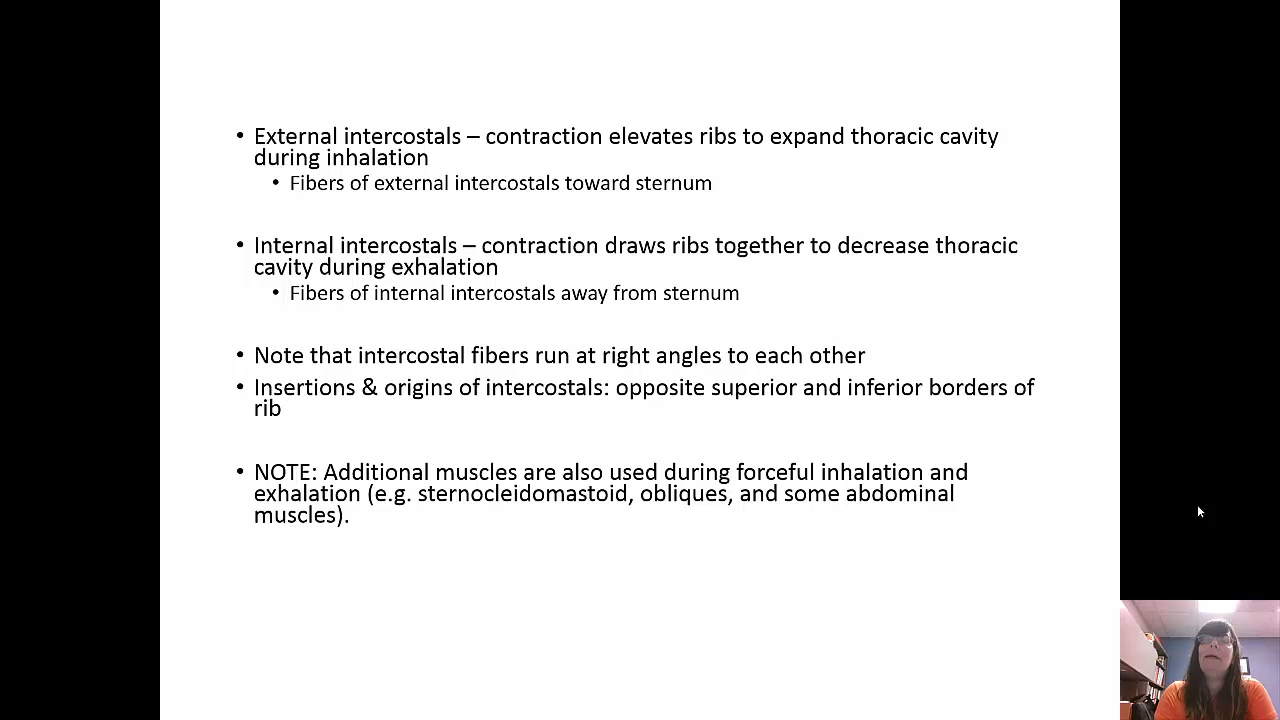 • External intercostals – contraction elevates ribs to expand thoracic cavity
during inhalation
• Fibers of external intercostals toward sternum
• Internal intercostals – contraction draws ribs together to decrease thoracic
cavity during exhalation
• Fibers of internal intercostals away from sternum
• Note that intercostal fibers run at right angles to each other
• Insertions & origins of intercostals: opposite superior and inferior borders of
rib
• NOTE: Additional muscles are also used during forceful inhalation and
exhalation (e.g. sternocleidomastoid, obliques, and some abdominal
muscles).